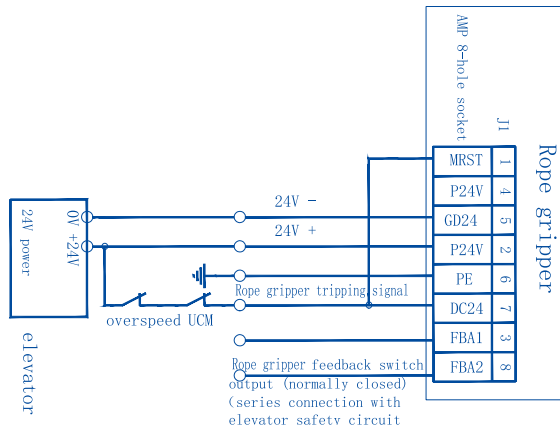 Rope gripper
AMP 8-hole socket
J1
MRST 1
P24V 4
GD24 5
P24V 2
PE 6
DC24 7
FBA1 3
FBA2 8
24V -
24V +
Rope gripper tripping signal
Rope gripper feedback switch
output (normally closed)
(series connection with
elevator safety circuit
overspeed UCM
0V +24V
24V power
elevator